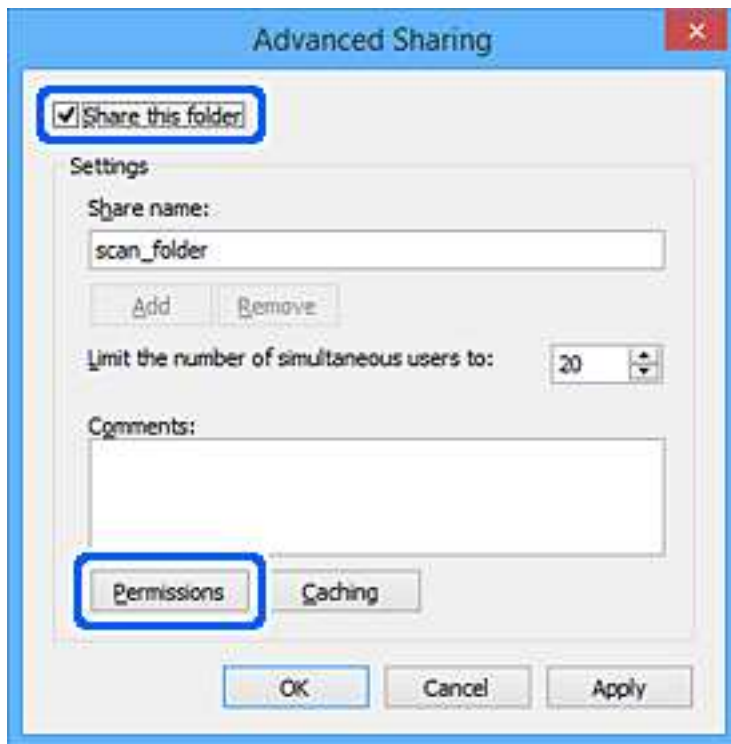 Advanced Sharing
Share this folder
Settings
Share name:
scan_folder
Add Remove
Limit the number of simultaneous users to: 20
Comments:
Permissions Caching
OK Cancel Apply